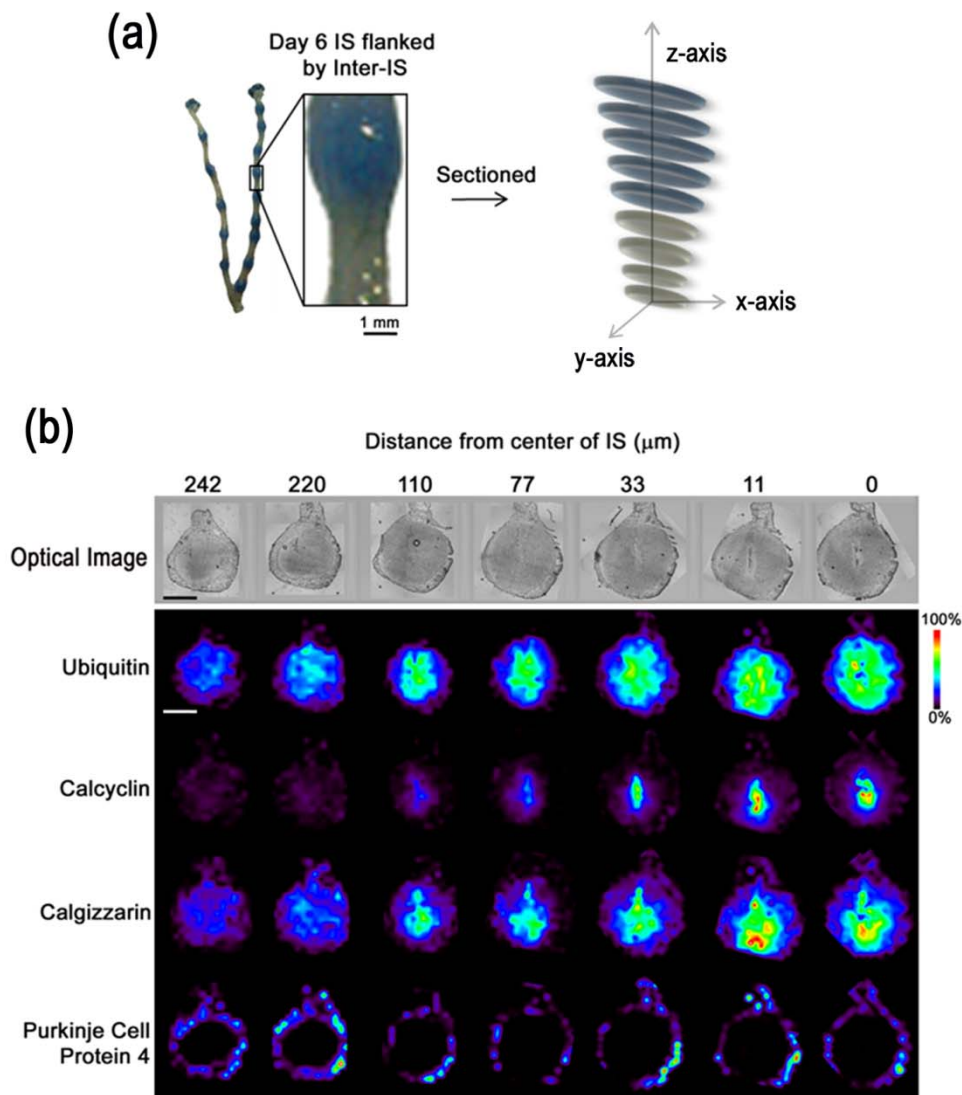 (a)
Day 6 IS flanked
by Inter-IS
1 mm
Sectioned
z-axis
x-axis
y-axis
(b)
Distance from center of IS (μm)
242 220 110 77 33 11 0
Optical Image
Ubiquitin
100%
0%
Calcyclin
Calgizzarin
Purkinje Cell
Protein 4